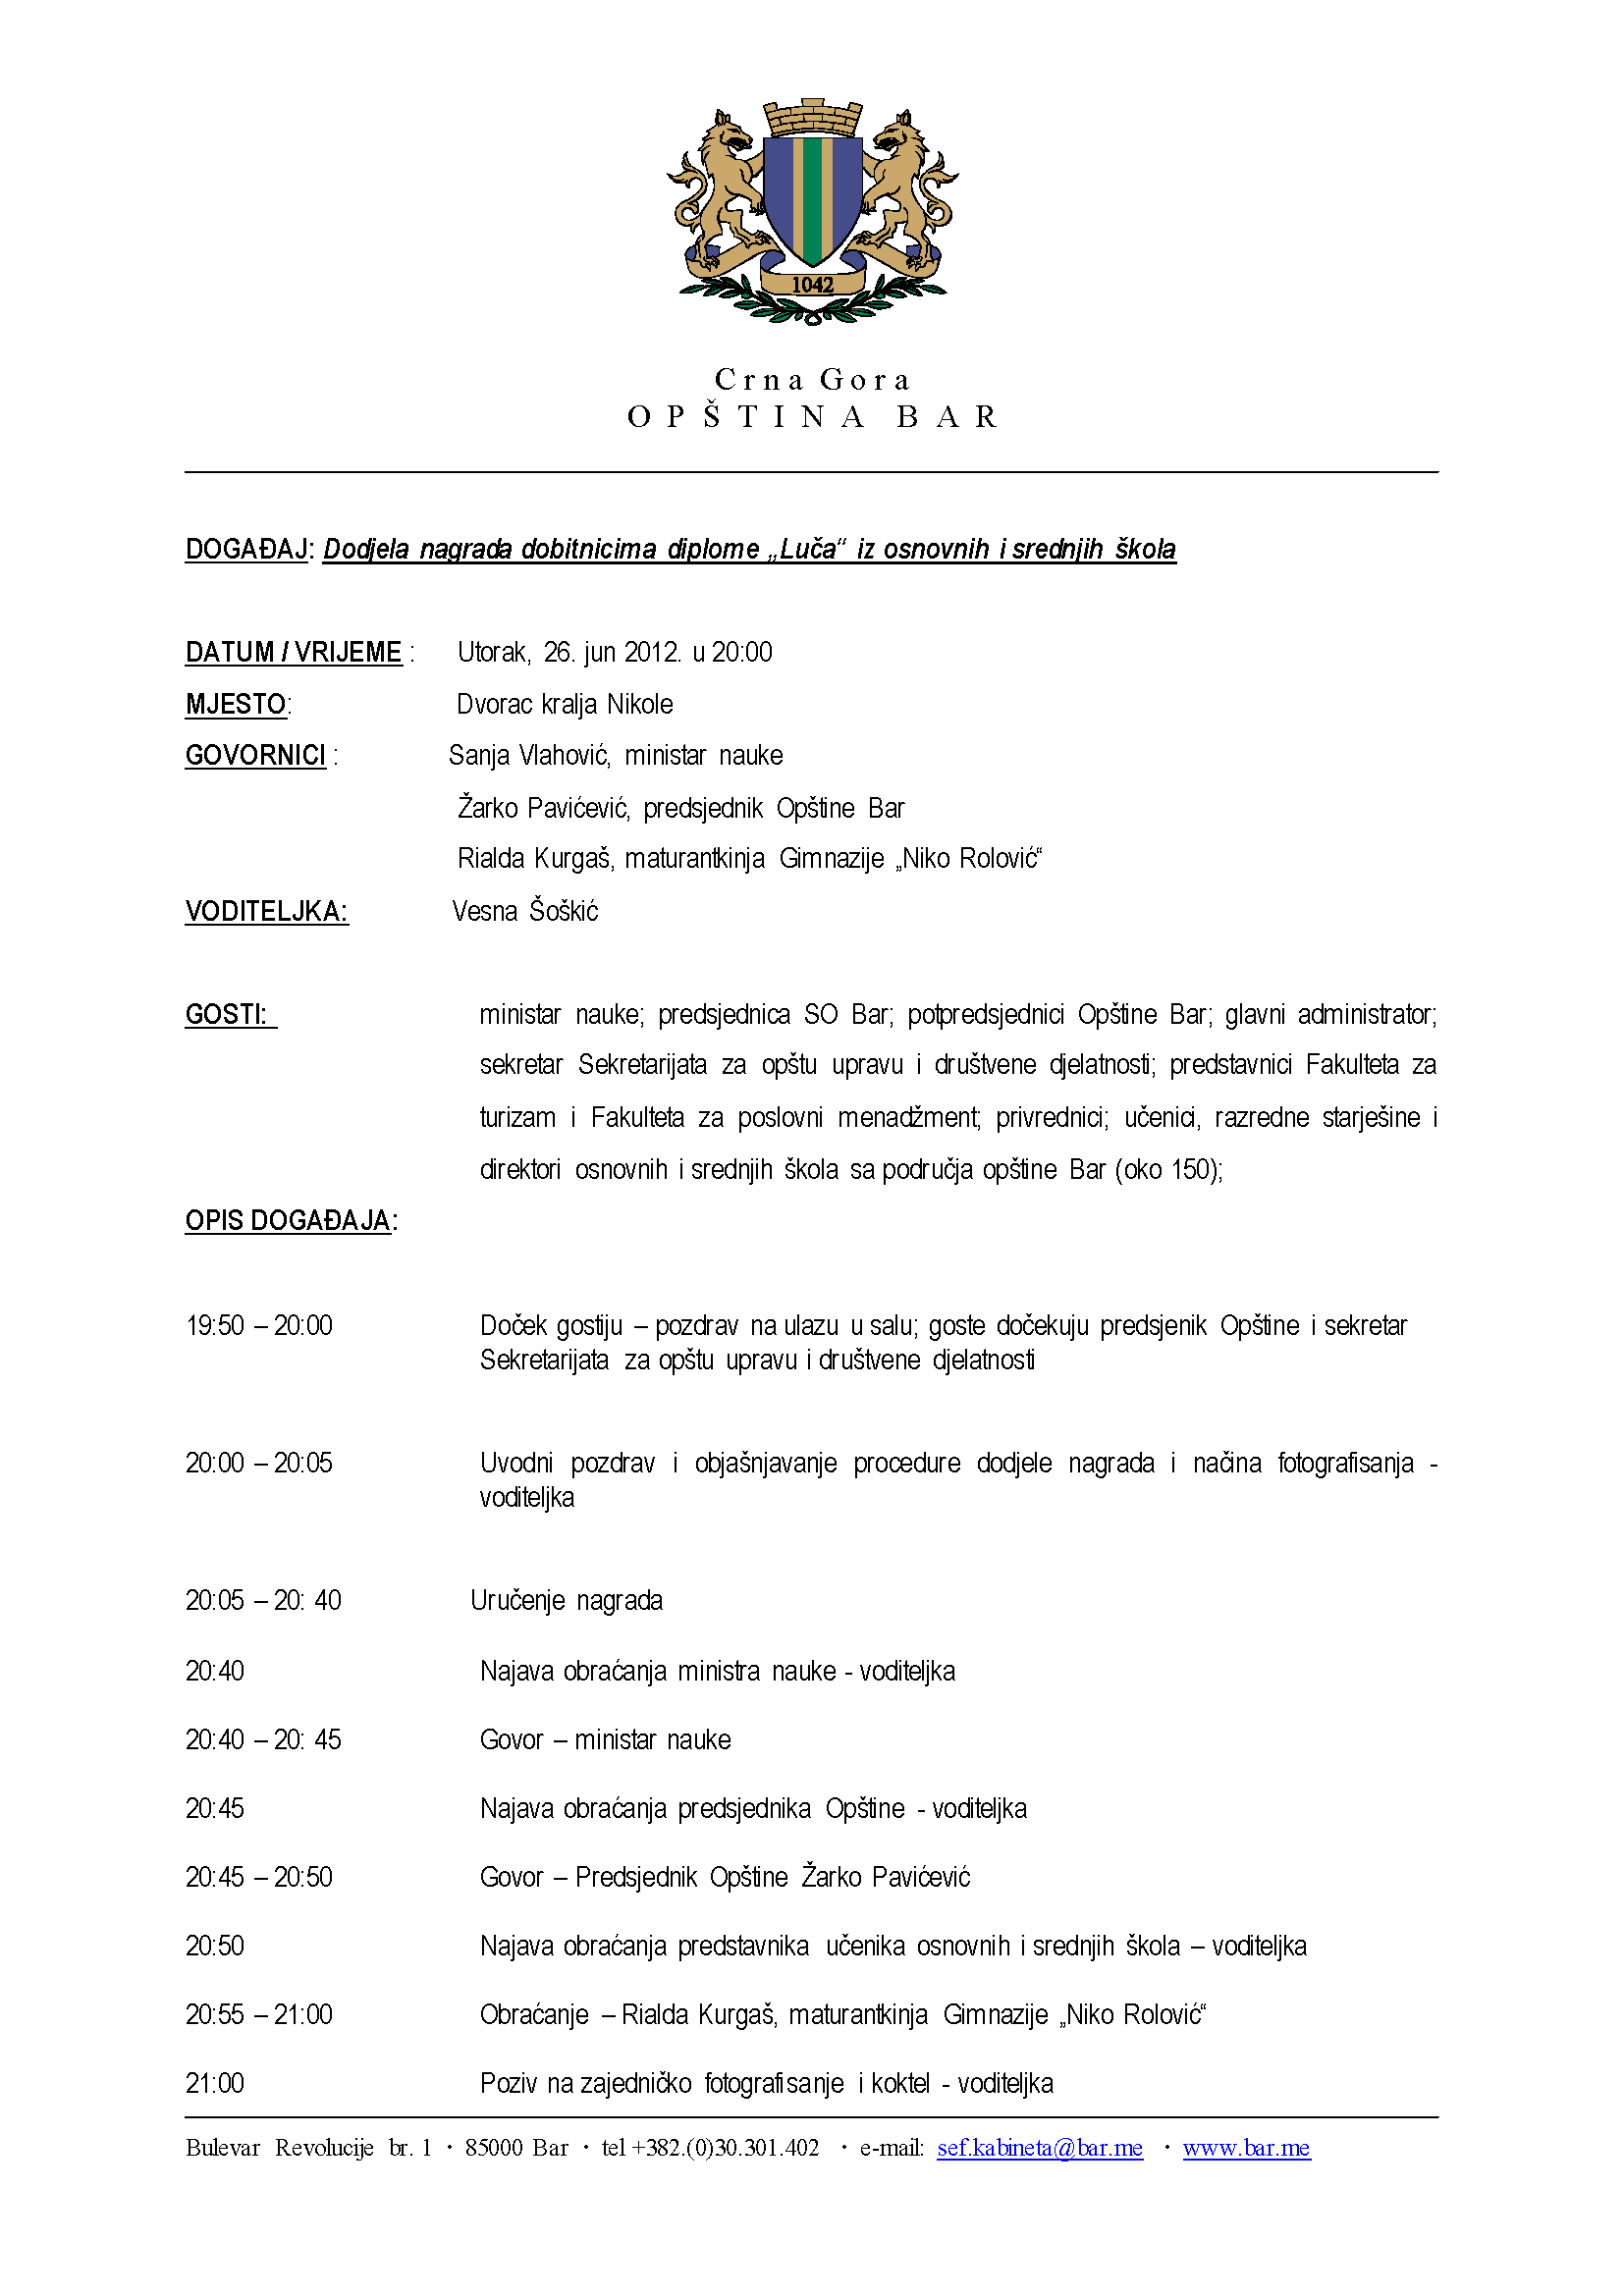 1042
Crna Gora
OPŠTINA BAR
DOGAĐAJ: Dodjela nagrada dobitnicima diplome „Luča“ iz osnovnih i srednjih škola
DATUM / VRIJEME : Utorak, 26. jun 2012. u 20:00
MJESTO: Dvorac kralja Nikole
GOVORNICI : Sanja Vlahović, ministar nauke
Žarko Pavićević, predsjednik Opštine Bar
Rialda Kurgaš, maturantkinja Gimnazije „Niko Rolović“
VODITELJKA: Vesna Šoškić
GOSTI: ministar nauke; predsjednica SO Bar; potpredsjednici Opštine Bar; glavni administrator;
sekretar Sekretarijata za opštu upravu i društvene djelatnosti; predstavnici Fakulteta za
turizam i Fakulteta za poslovni menadžment; privrednici; učenici, razredne starješine i
direktori osnovnih i srednjih škola sa područja opštine Bar (oko 150);
OPIS DOGAĐAJA:
19:50 – 20:00 Doček gostiju – pozdrav na ulazu u salu; goste dočekuju predsjenik Opštine i sekretar
Sekretarijata za opštu upravu i društvene djelatnosti
20:00 – 20:05 Uvodni pozdrav i objašnjavanje procedure dodjele nagrada i načina fotografisanja -
voditeljka
20:05 – 20: 40 Uručenje nagrada
20:40 Najava obraćanja ministra nauke - voditeljka
20:40 – 20: 45 Govor – ministar nauke
20:45 Najava obraćanja predsjednika Opštine - voditeljka
20:45 – 20:50 Govor – Predsjednik Opštine Žarko Pavićević
20:50 Najava obraćanja predstavnika učenika osnovnih i srednjih škola – voditeljka
20:55 – 21:00 Obraćanje – Rialda Kurgaš, maturantkinja Gimnazije „Niko Rolović“
21:00 Poziv na zajedničko fotografisanje i koktel - voditeljka
Bulevar Revolucije br. 1 · 85000 Bar · tel +382.(0)30.301.402 · e-mail: sef.kabineta@bar.me · www.bar.me